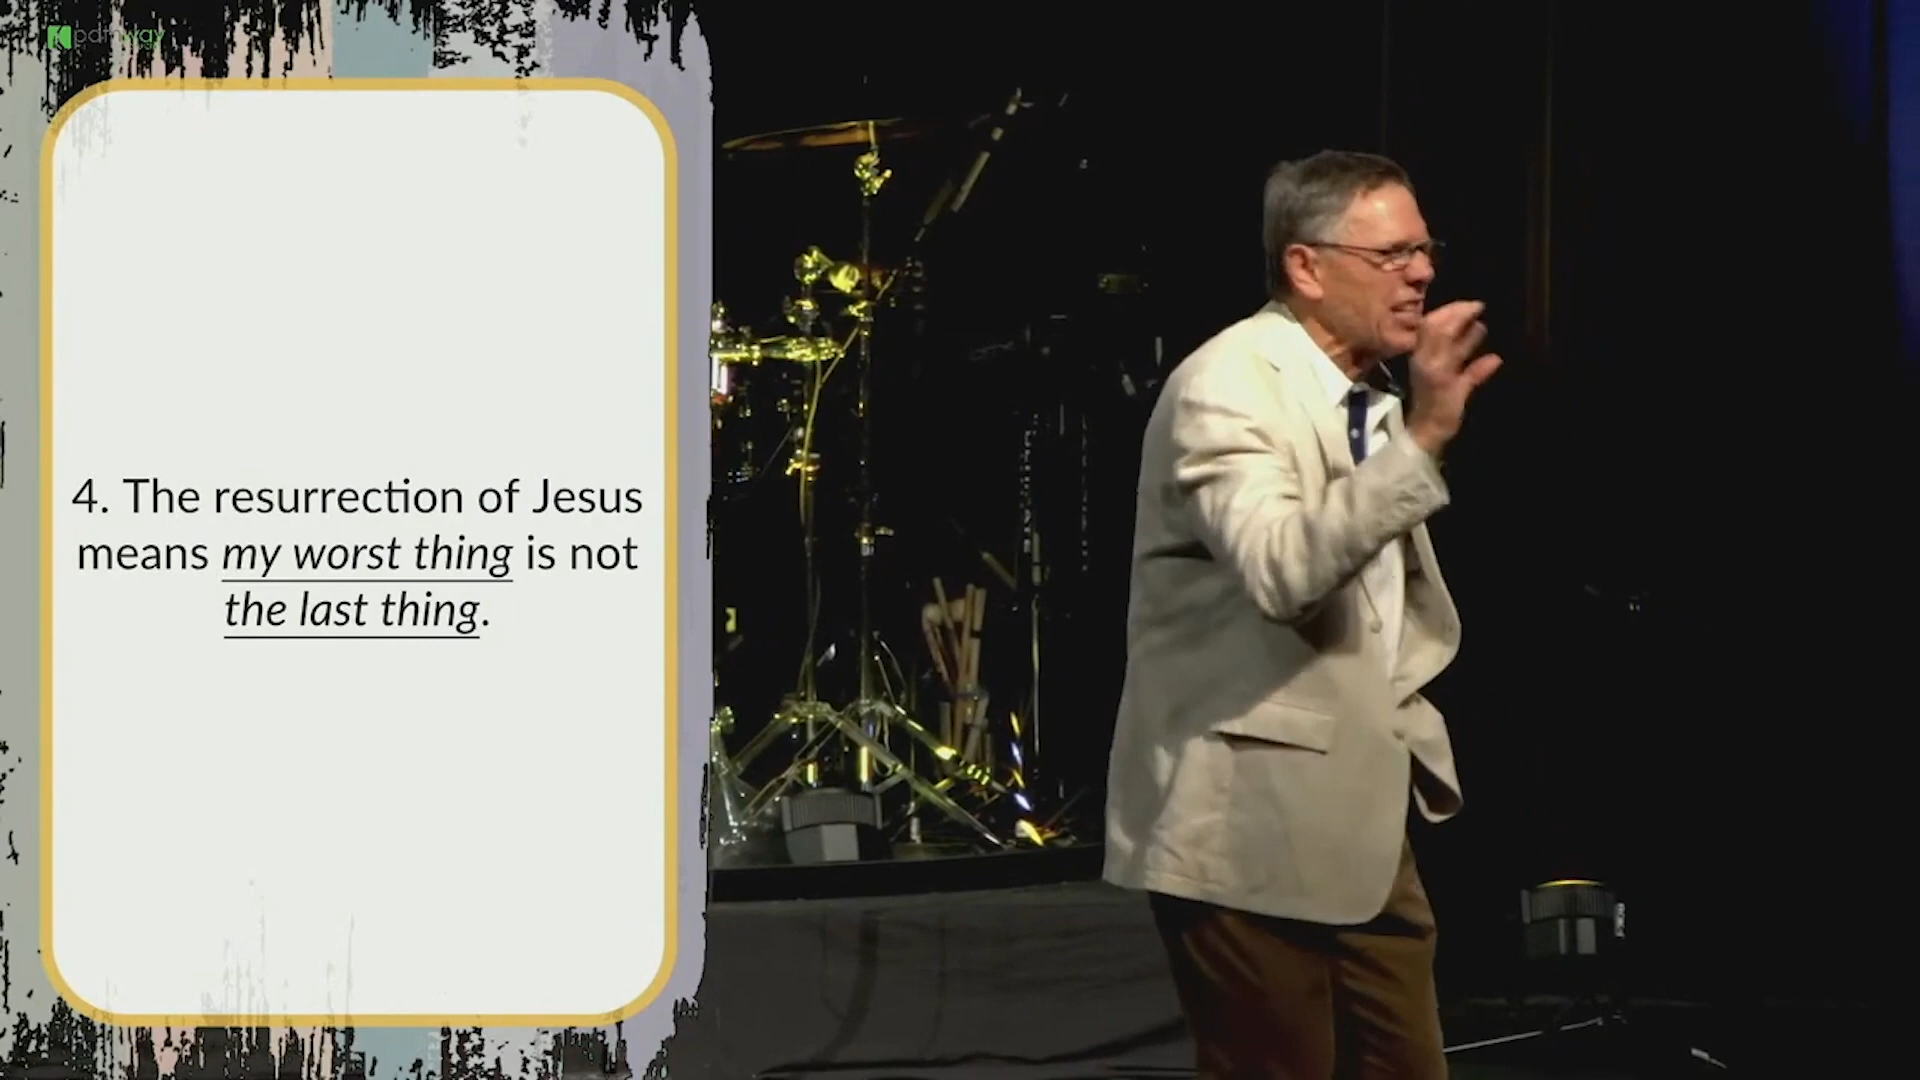 4. The resurrection of Jesus
means my worst thing is not
the last thing.